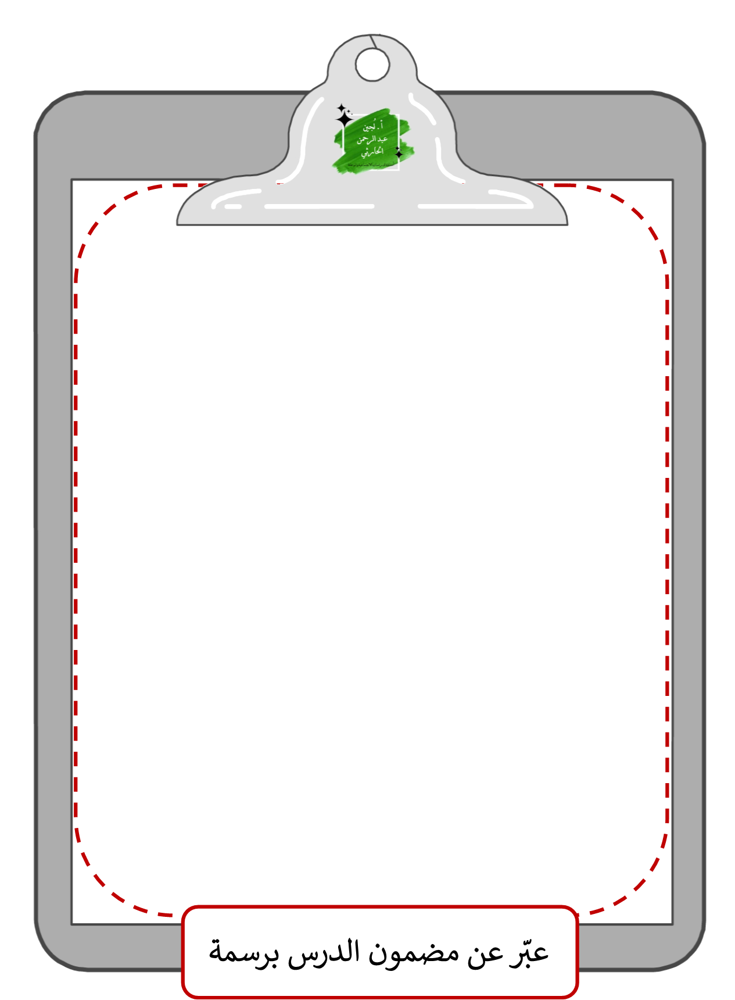 أ. لُجين
عبد الرحمن
الحارثي
عبّر عن مضمون الدرس برسمة